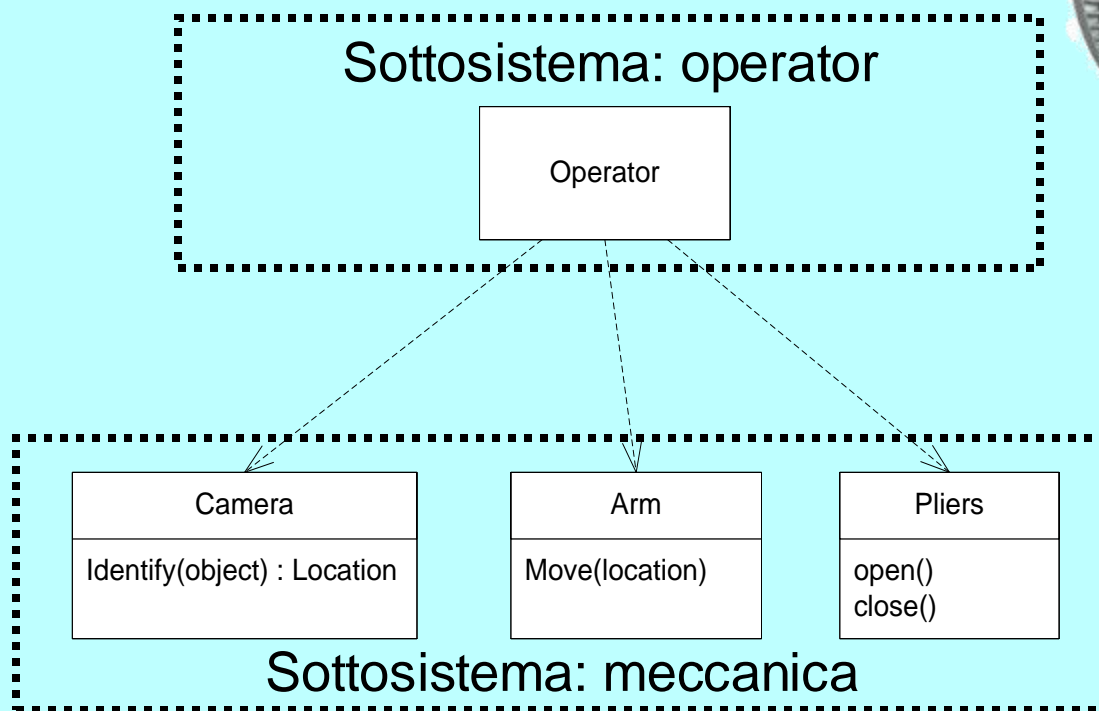 Sottosistema: operator
Operator
Camera
Identify(object) : Location
Arm
Move(location)
Pliers
open()
close()
Sottosistema: meccanica